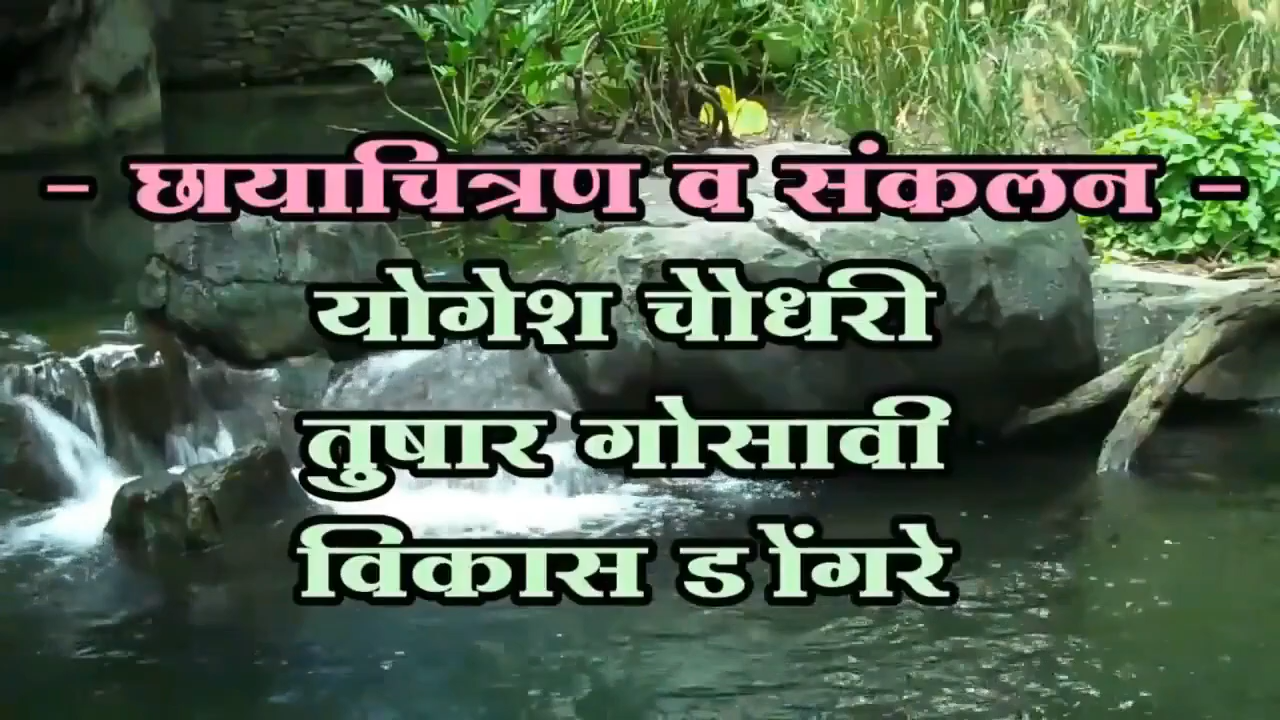 - छायाचित्रण व संकलन -
योगेश चौधरी
तुषार गोसावी
विकास डोंगरे